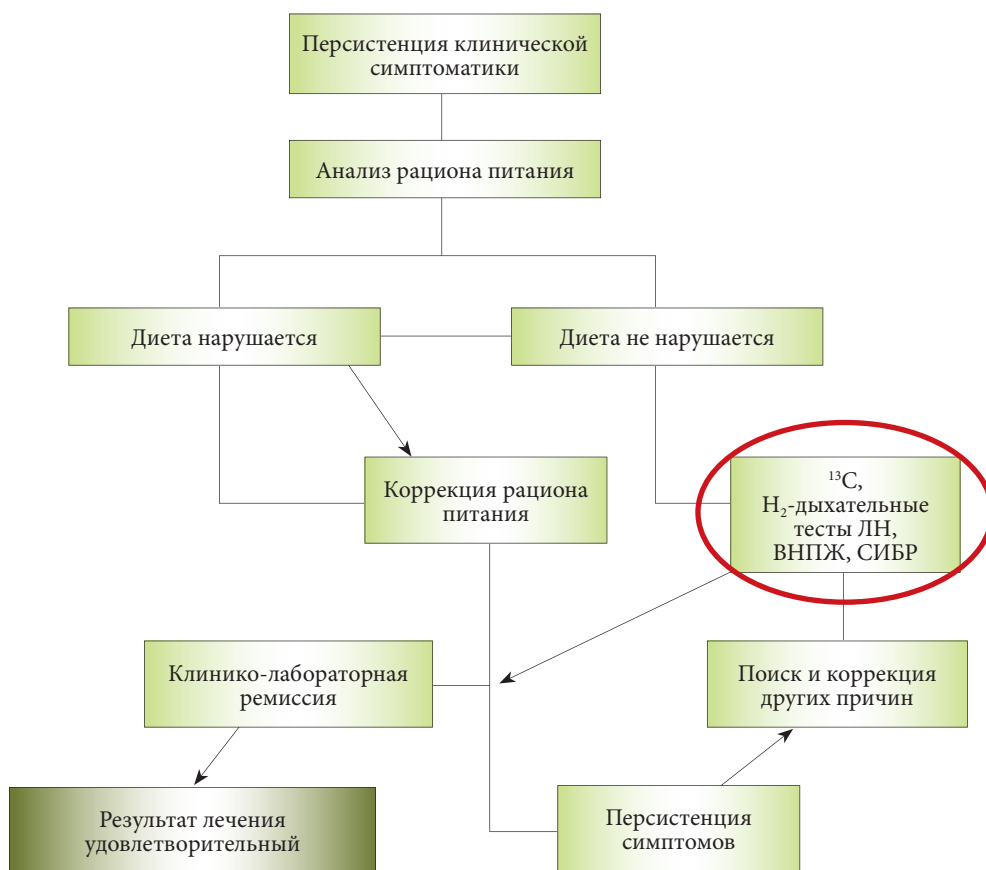 Персистенция клинической
симптоматики
Анализ рациона питания
Диета нарушается
Диета не нарушается
Коррекция рациона
питания
¹³C,
H₂-дыхательные
тесты ЛН,
ВНПЖ, СИБР
Клинико-лабораторная
ремиссия
Поиск и коррекция
других причин
Результат лечения
удовлетворительный
Персистенция
симптомов